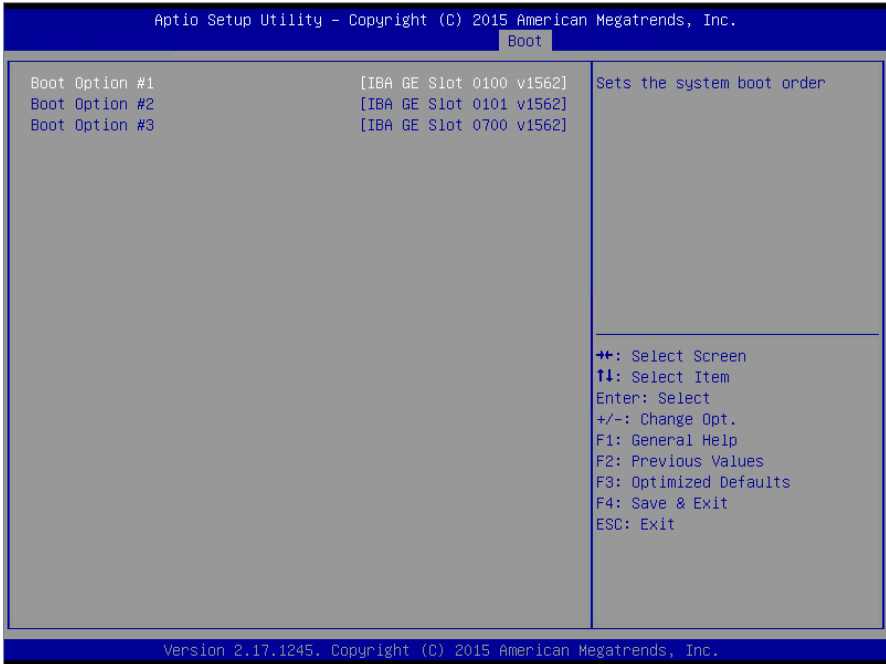 Aptio Setup Utility – Copyright (C) 2015 American Megatrends, Inc.
Boot
Boot Option #1 [IBA GE Slot 0100 v1562]
Boot Option #2 [IBA GE Slot 0101 v1562]
Boot Option #3 [IBA GE Slot 0700 v1562]
Sets the system boot order
→←: Select Screen
↑↓: Select Item
Enter: Select
+/-: Change Opt.
F1: General Help
F2: Previous Values
F3: Optimized Defaults
F4: Save & Exit
ESC: Exit
Version 2.17.1245. Copyright (C) 2015 American Megatrends, Inc.